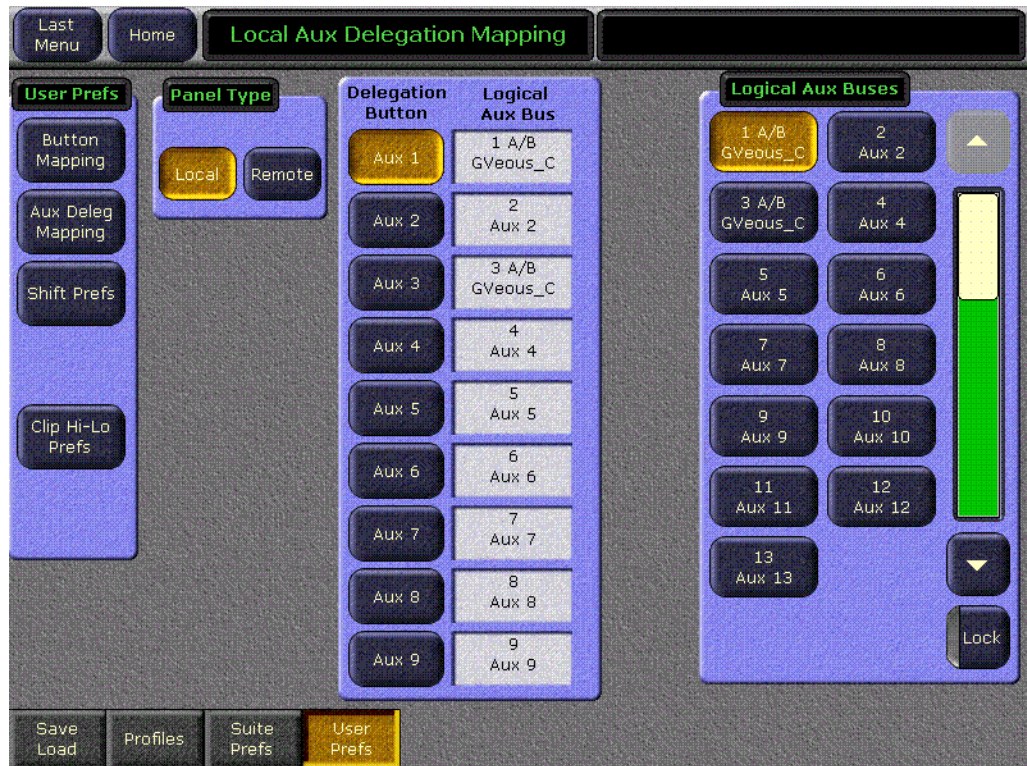 Last
Menu
Home
Local Aux Delegation Mapping
User Prefs
Button
Mapping
Aux Deleg
Mapping
Shift Prefs
Clip Hi-Lo
Prefs
Panel Type
Local
Remote
Delegation
Button
Logical
Aux Bus
Aux 1
1 A/B
GVeous_C
Aux 2
2
Aux 2
Aux 3
3 A/B
GVeous_C
Aux 4
4
Aux 4
Aux 5
5
Aux 5
Aux 6
6
Aux 6
Aux 7
7
Aux 7
Aux 8
8
Aux 8
Aux 9
9
Aux 9
Logical Aux Buses
1 A/B
GVeous_C
2
Aux 2
3 A/B
GVeous_C
4
Aux 4
5
Aux 5
6
Aux 6
7
Aux 7
8
Aux 8
9
Aux 9
10
Aux 10
11
Aux 11
12
Aux 12
13
Aux 13
Lock
Save
Load
Profiles
Suite
Prefs
User
Prefs